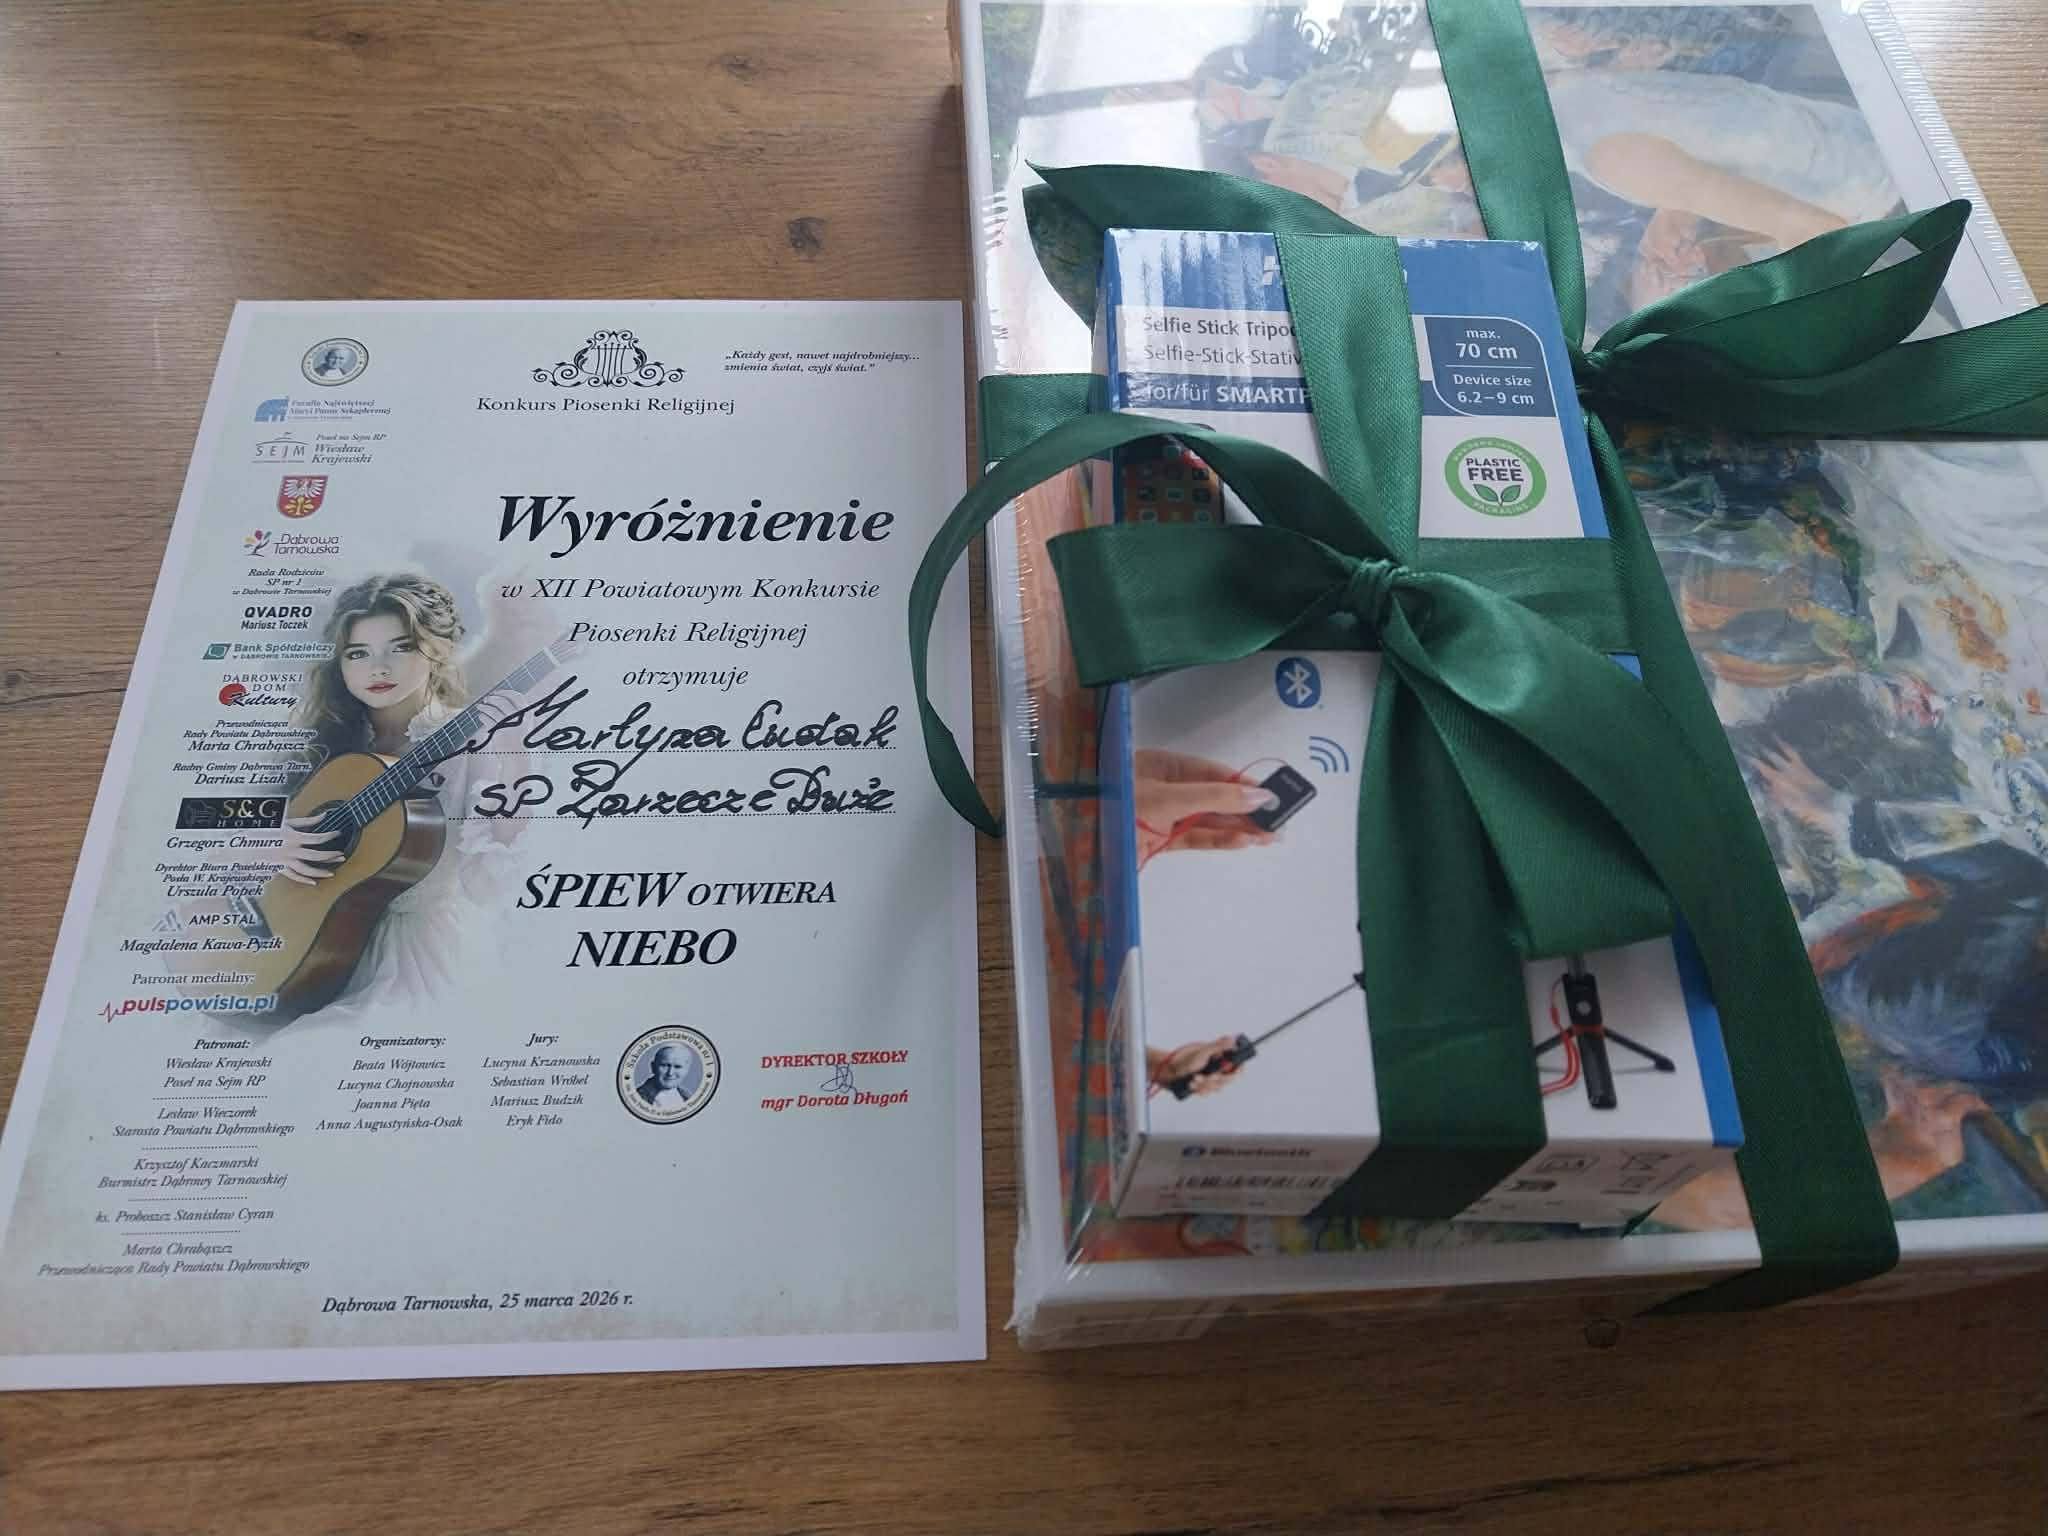 „Każdy gest, nawet najdrobniejszy...
zmienia świat, czyjś świat.”
Konkurs Piosenki Religijnej
Parafia Najświętszej
Maryi Panny Szkaplerznej
SEJM
Poseł na Sejm RP
Wiesław
Krajewski
Dąbrowa
Tarnowska
Rada Rodziców
SP nr 1
w Dąbrowie Tarnowskiej
QVADRO
Mariusz Toczek
Bank Spółdzielczy
W DĄBROWIE TARNOWSKIEJ
DĄBROWSKI
DOM
Kultury
Przewodnicząca
Rady Powiatu Dąbrowskiego
Marta Chrabąszcz
Radny Gminy Dąbrowa Tarn.
Dariusz Lizak
S&G
HOME
Grzegorz Chmura
Dyrektor Biura Poselskiego
Posła W. Krajewskiego
Urszula Popek
AMP STAL
Magdalena Kawa-Pyzik
Patronat medialny:
pulspowisla.pl
Wyróżnienie
w XII Powiatowym Konkursie
Piosenki Religijnej
otrzymuje
Martyna Cudak
SP Zarzecze Duże
ŚPIEW OTWIERA
NIEBO
Patronat:
Wiesław Krajewski
Poseł na Sejm RP
Lesław Wieczorek
Starosta Powiatu Dąbrowskiego
Krzysztof Kaczmarski
Burmistrz Dąbrowy Tarnowskiej
ks. Proboszcz Stanisław Cyran
Marta Chrabąszcz
Przewodnicząca Rady Powiatu Dąbrowskiego
Organizatorzy:
Beata Wójtowicz
Lucyna Chojnowska
Joanna Pięta
Anna Augustyńska-Osak
Jury:
Lucyna Krzanowska
Sebastian Wróbel
Mariusz Budzik
Eryk Fido
Szkoła Podstawowa nr 1
DYREKTOR SZKOŁY
mgr Dorota Długoń
Dąbrowa Tarnowska, 25 marca 2026 r.
Selfie Stick Tripod
Selfie-Stick-Stativ
for/für SMARTP
max.
70 cm
Device size
6.2–9 cm
PLASTIC
FREE
PACKAGING
Bluetooth